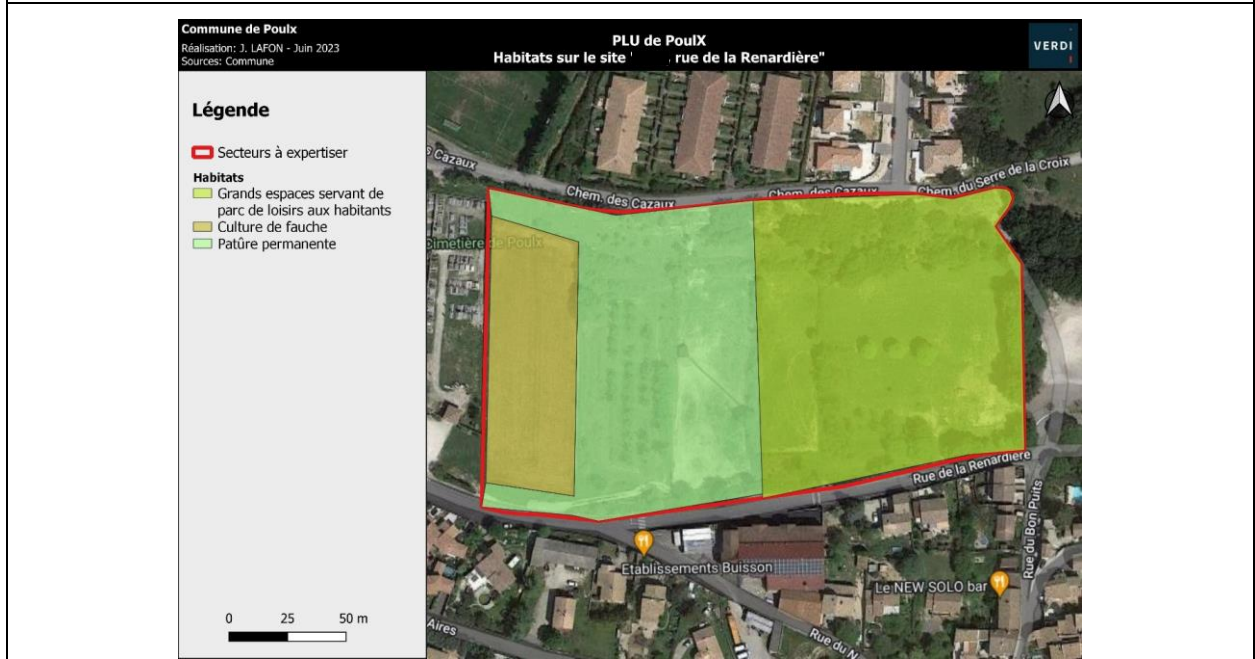 Commune de Poulx
Réalisation: J. LAFON - Juin 2023
Sources: Commune
PLU de PoulX
Habitats sur le site ' rue de la Renardière"
VERDI
Légende
Secteurs à expertiser
Habitats
Grands espaces servant de
parc de loisirs aux habitants
Culture de fauche
Patûre permanente
0 25 50 m
s Cazaux
Chem. des Cazaux
Chem. des Cazaux
Chem. du Serre de la Croix
Cimetière de Poulx
Rue de la Renardière
Rue du Bon Puits
Etablissements Buisson
Le NEW SOLO bar
Aires
Rue du N